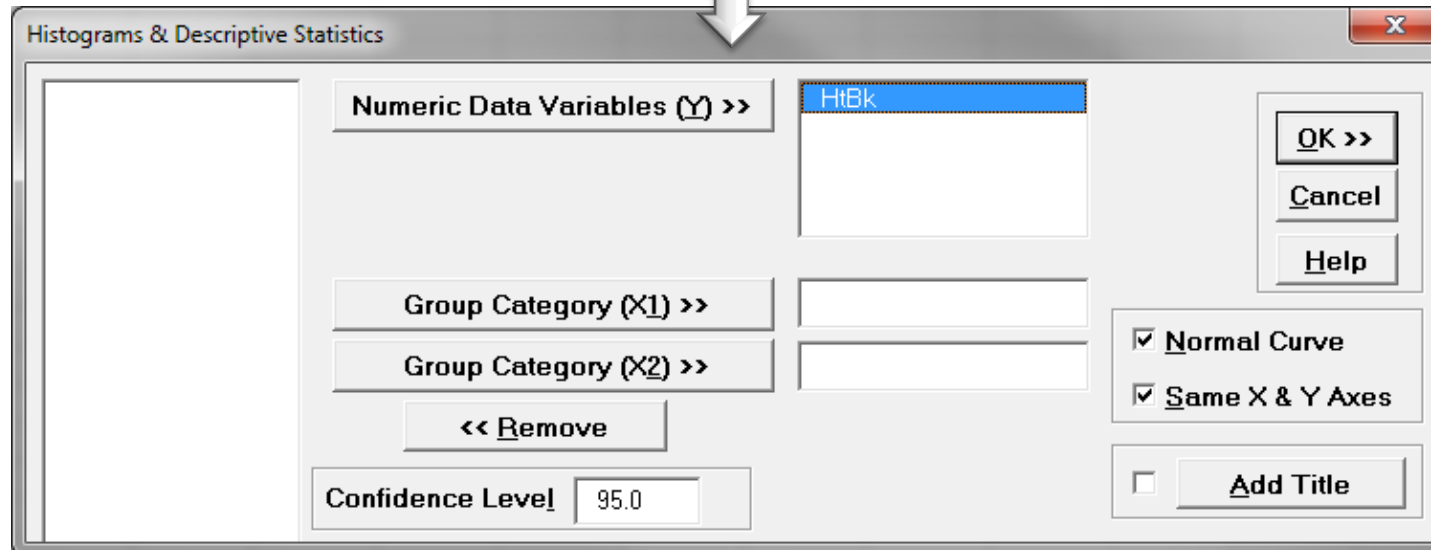 Histograms & Descriptive Statistics
x
Numeric Data Variables (Y) >>
HtBk
OK >>
Cancel
Help
Group Category (X1) >>
Group Category (X2) >>
Normal Curve
Same X & Y Axes
<< Remove
Confidence Level
95.0
Add Title